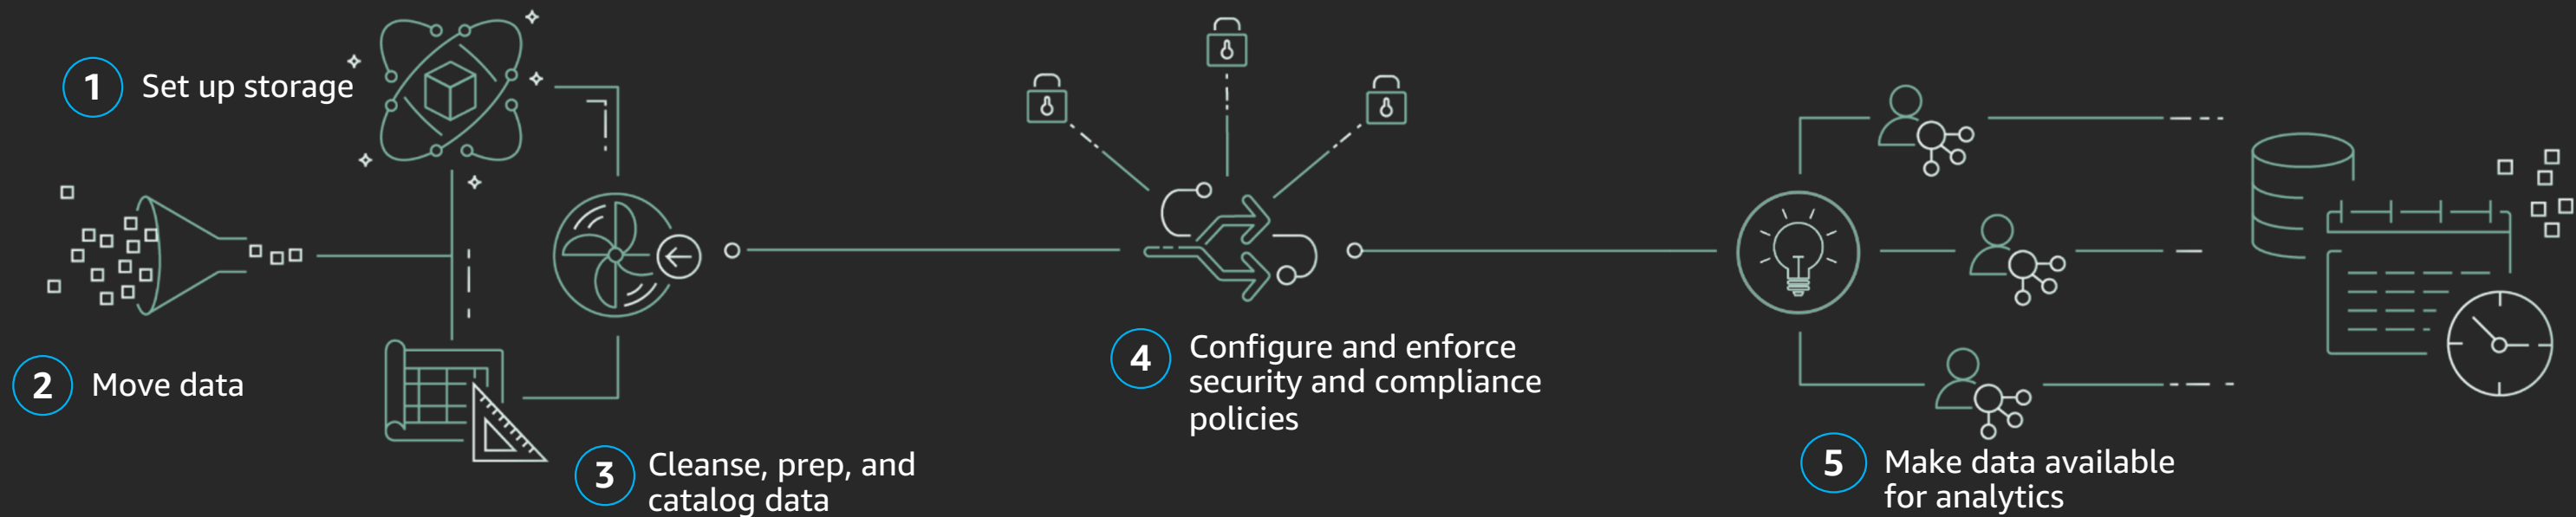 1 Set up storage
2 Move data
3 Cleanse, prep, and
catalog data
4 Configure and enforce
security and compliance
policies
5 Make data available
for analytics